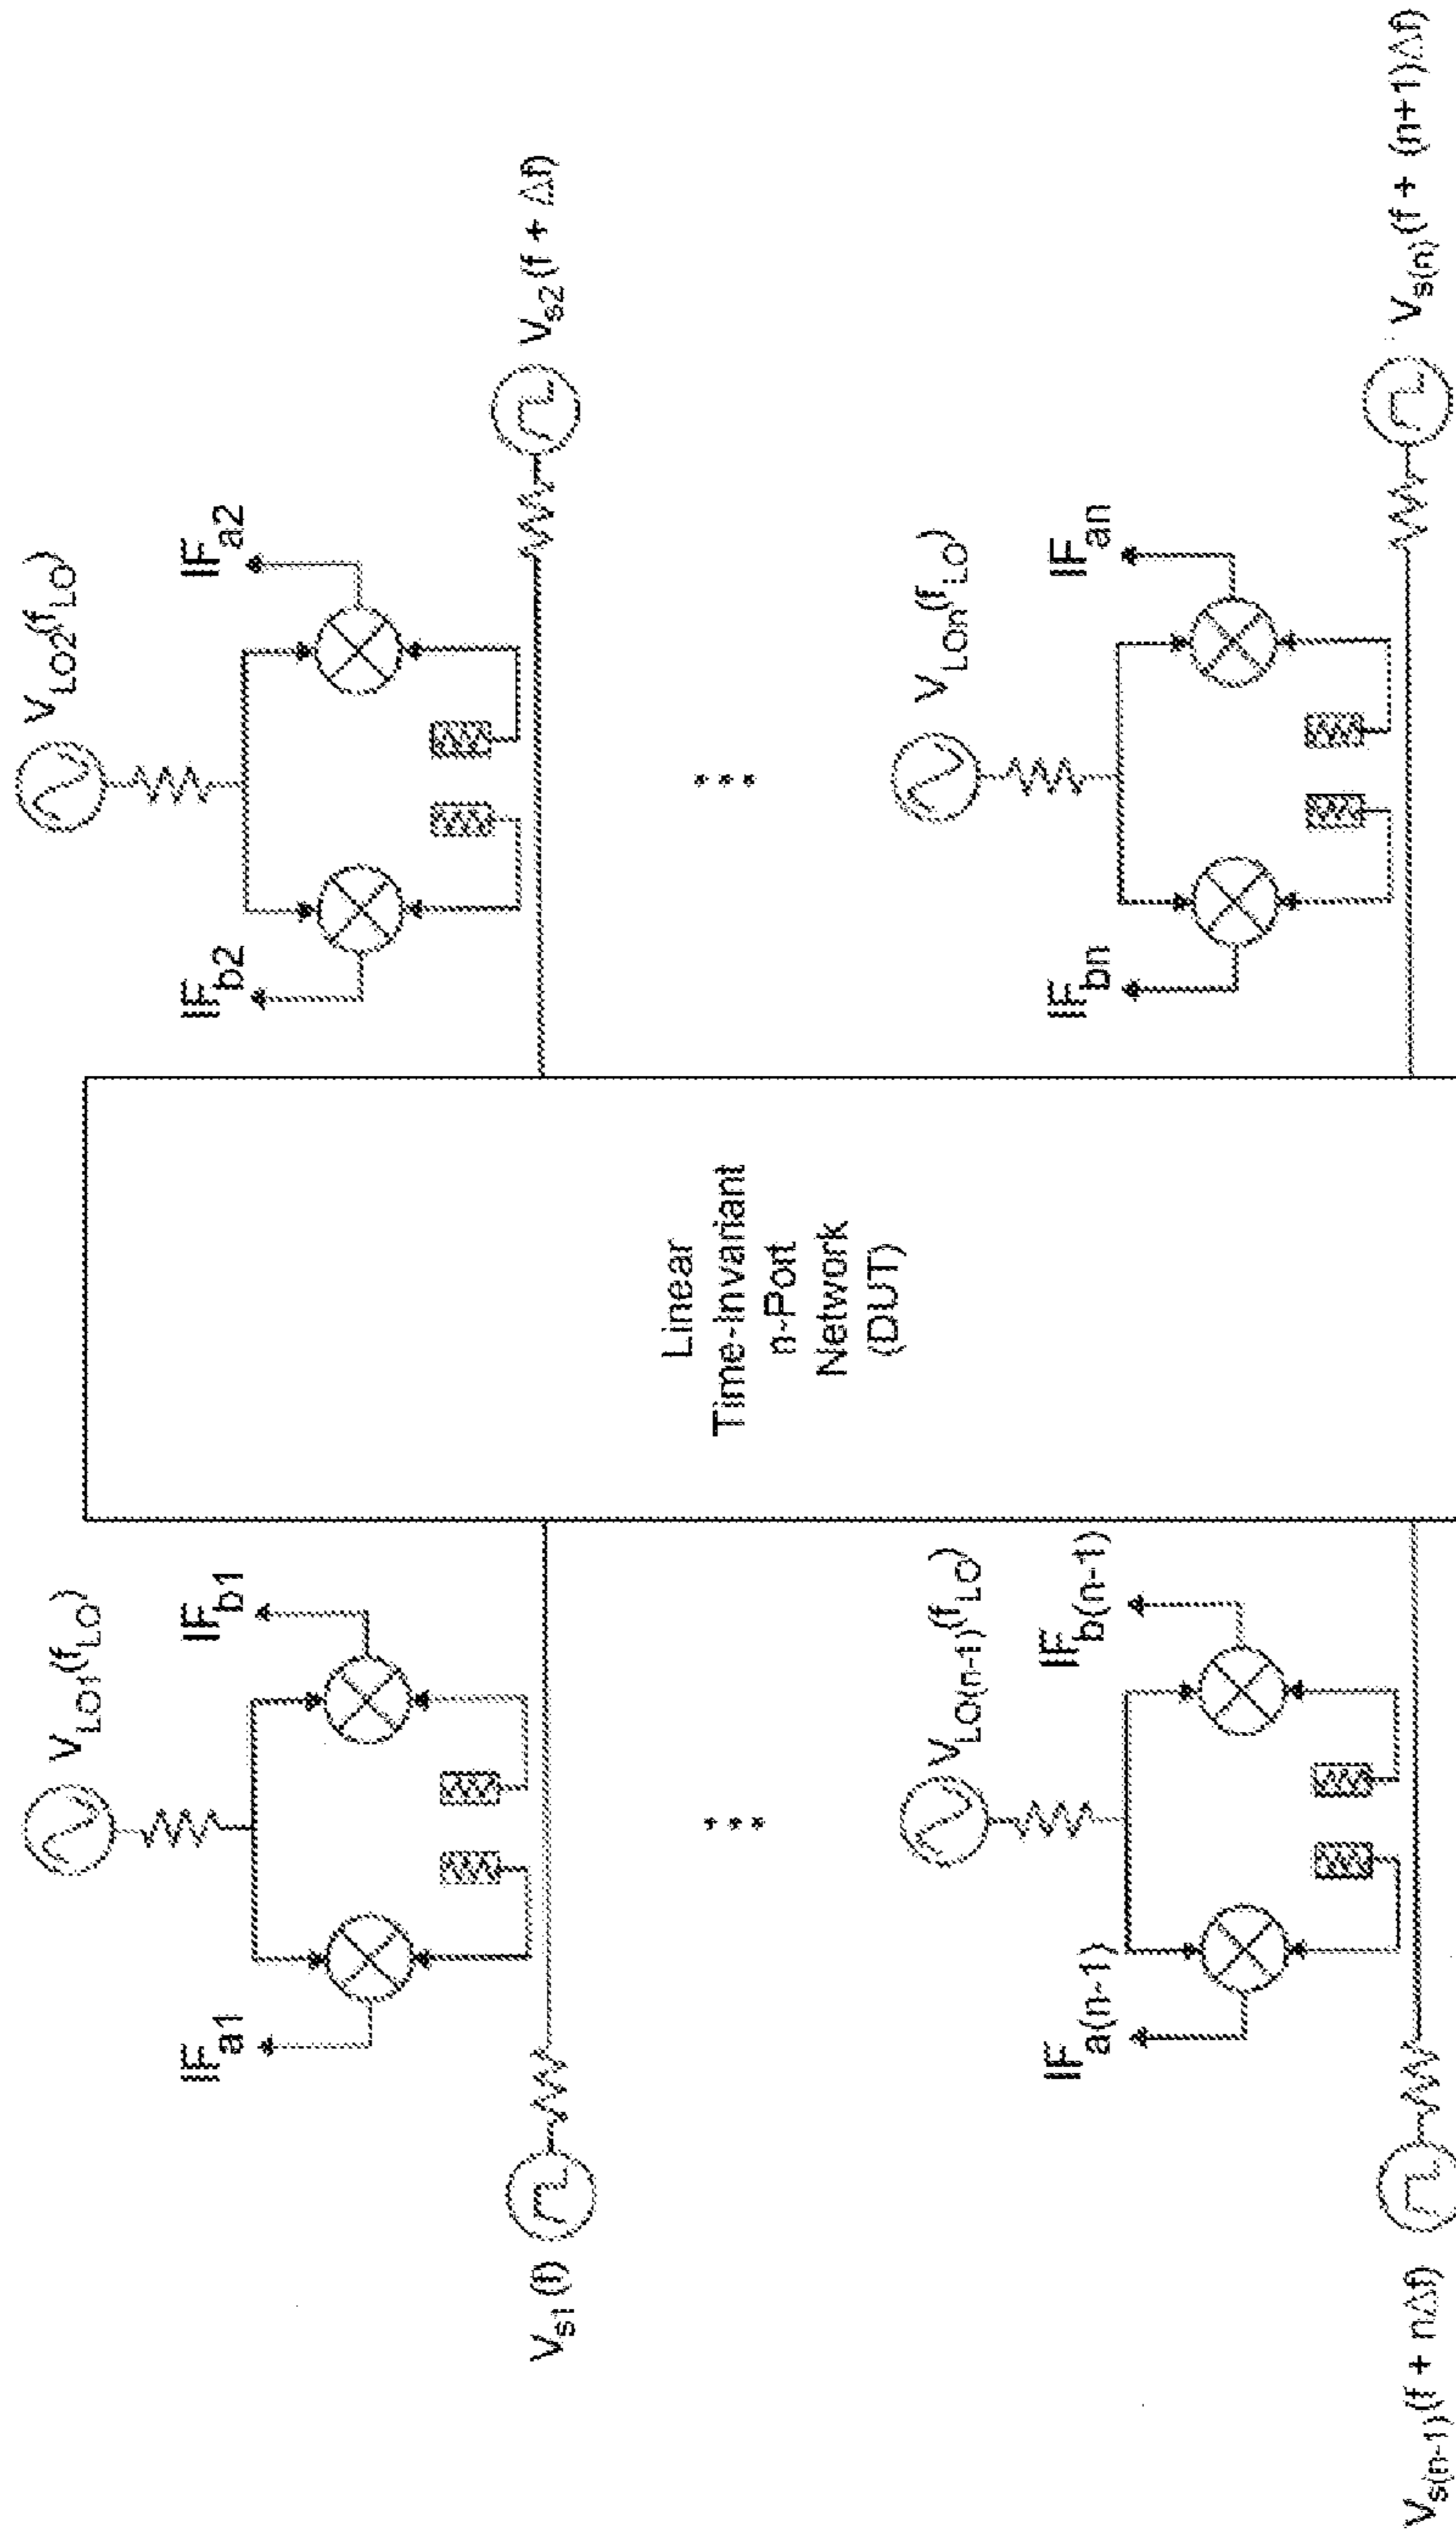 V_LO1(f_LO)
IF_a1
IF_b1
V_s1(f)
V_LO2(f_LO)
IF_b2
IF_a2
V_s2(f + Δf)
Linear
Time-Invariant
n-Port
Network
(DUT)
V_LO(n-1)(f_LO)
IF_a(n-1)
IF_b(n-1)
V_s(n-1)(f + nΔf)
V_LOn(f_LO)
IF_bn
IF_an
V_s(n)(f + (n+1)Δf)